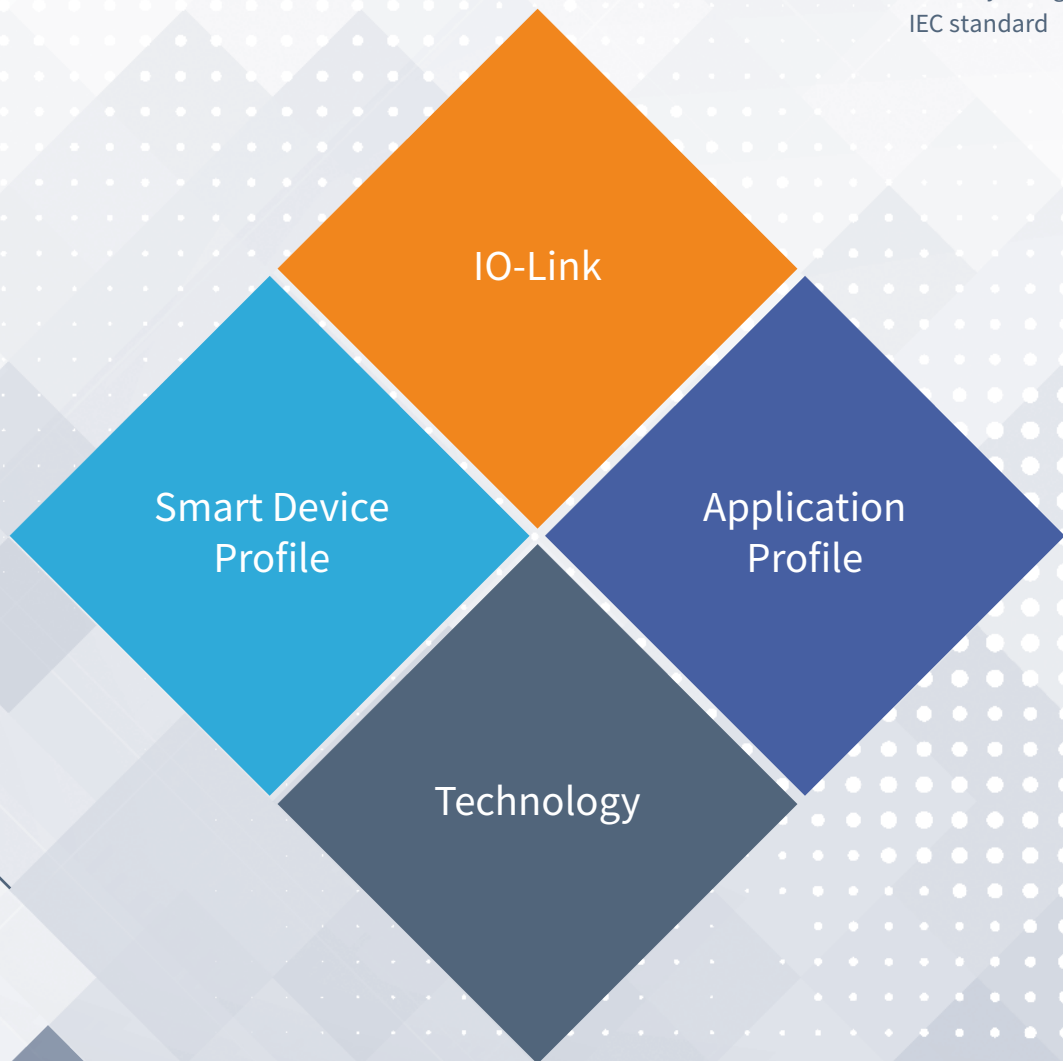 IEC standard
IO-Link
Smart Device
Profile
Application
Profile
Technology